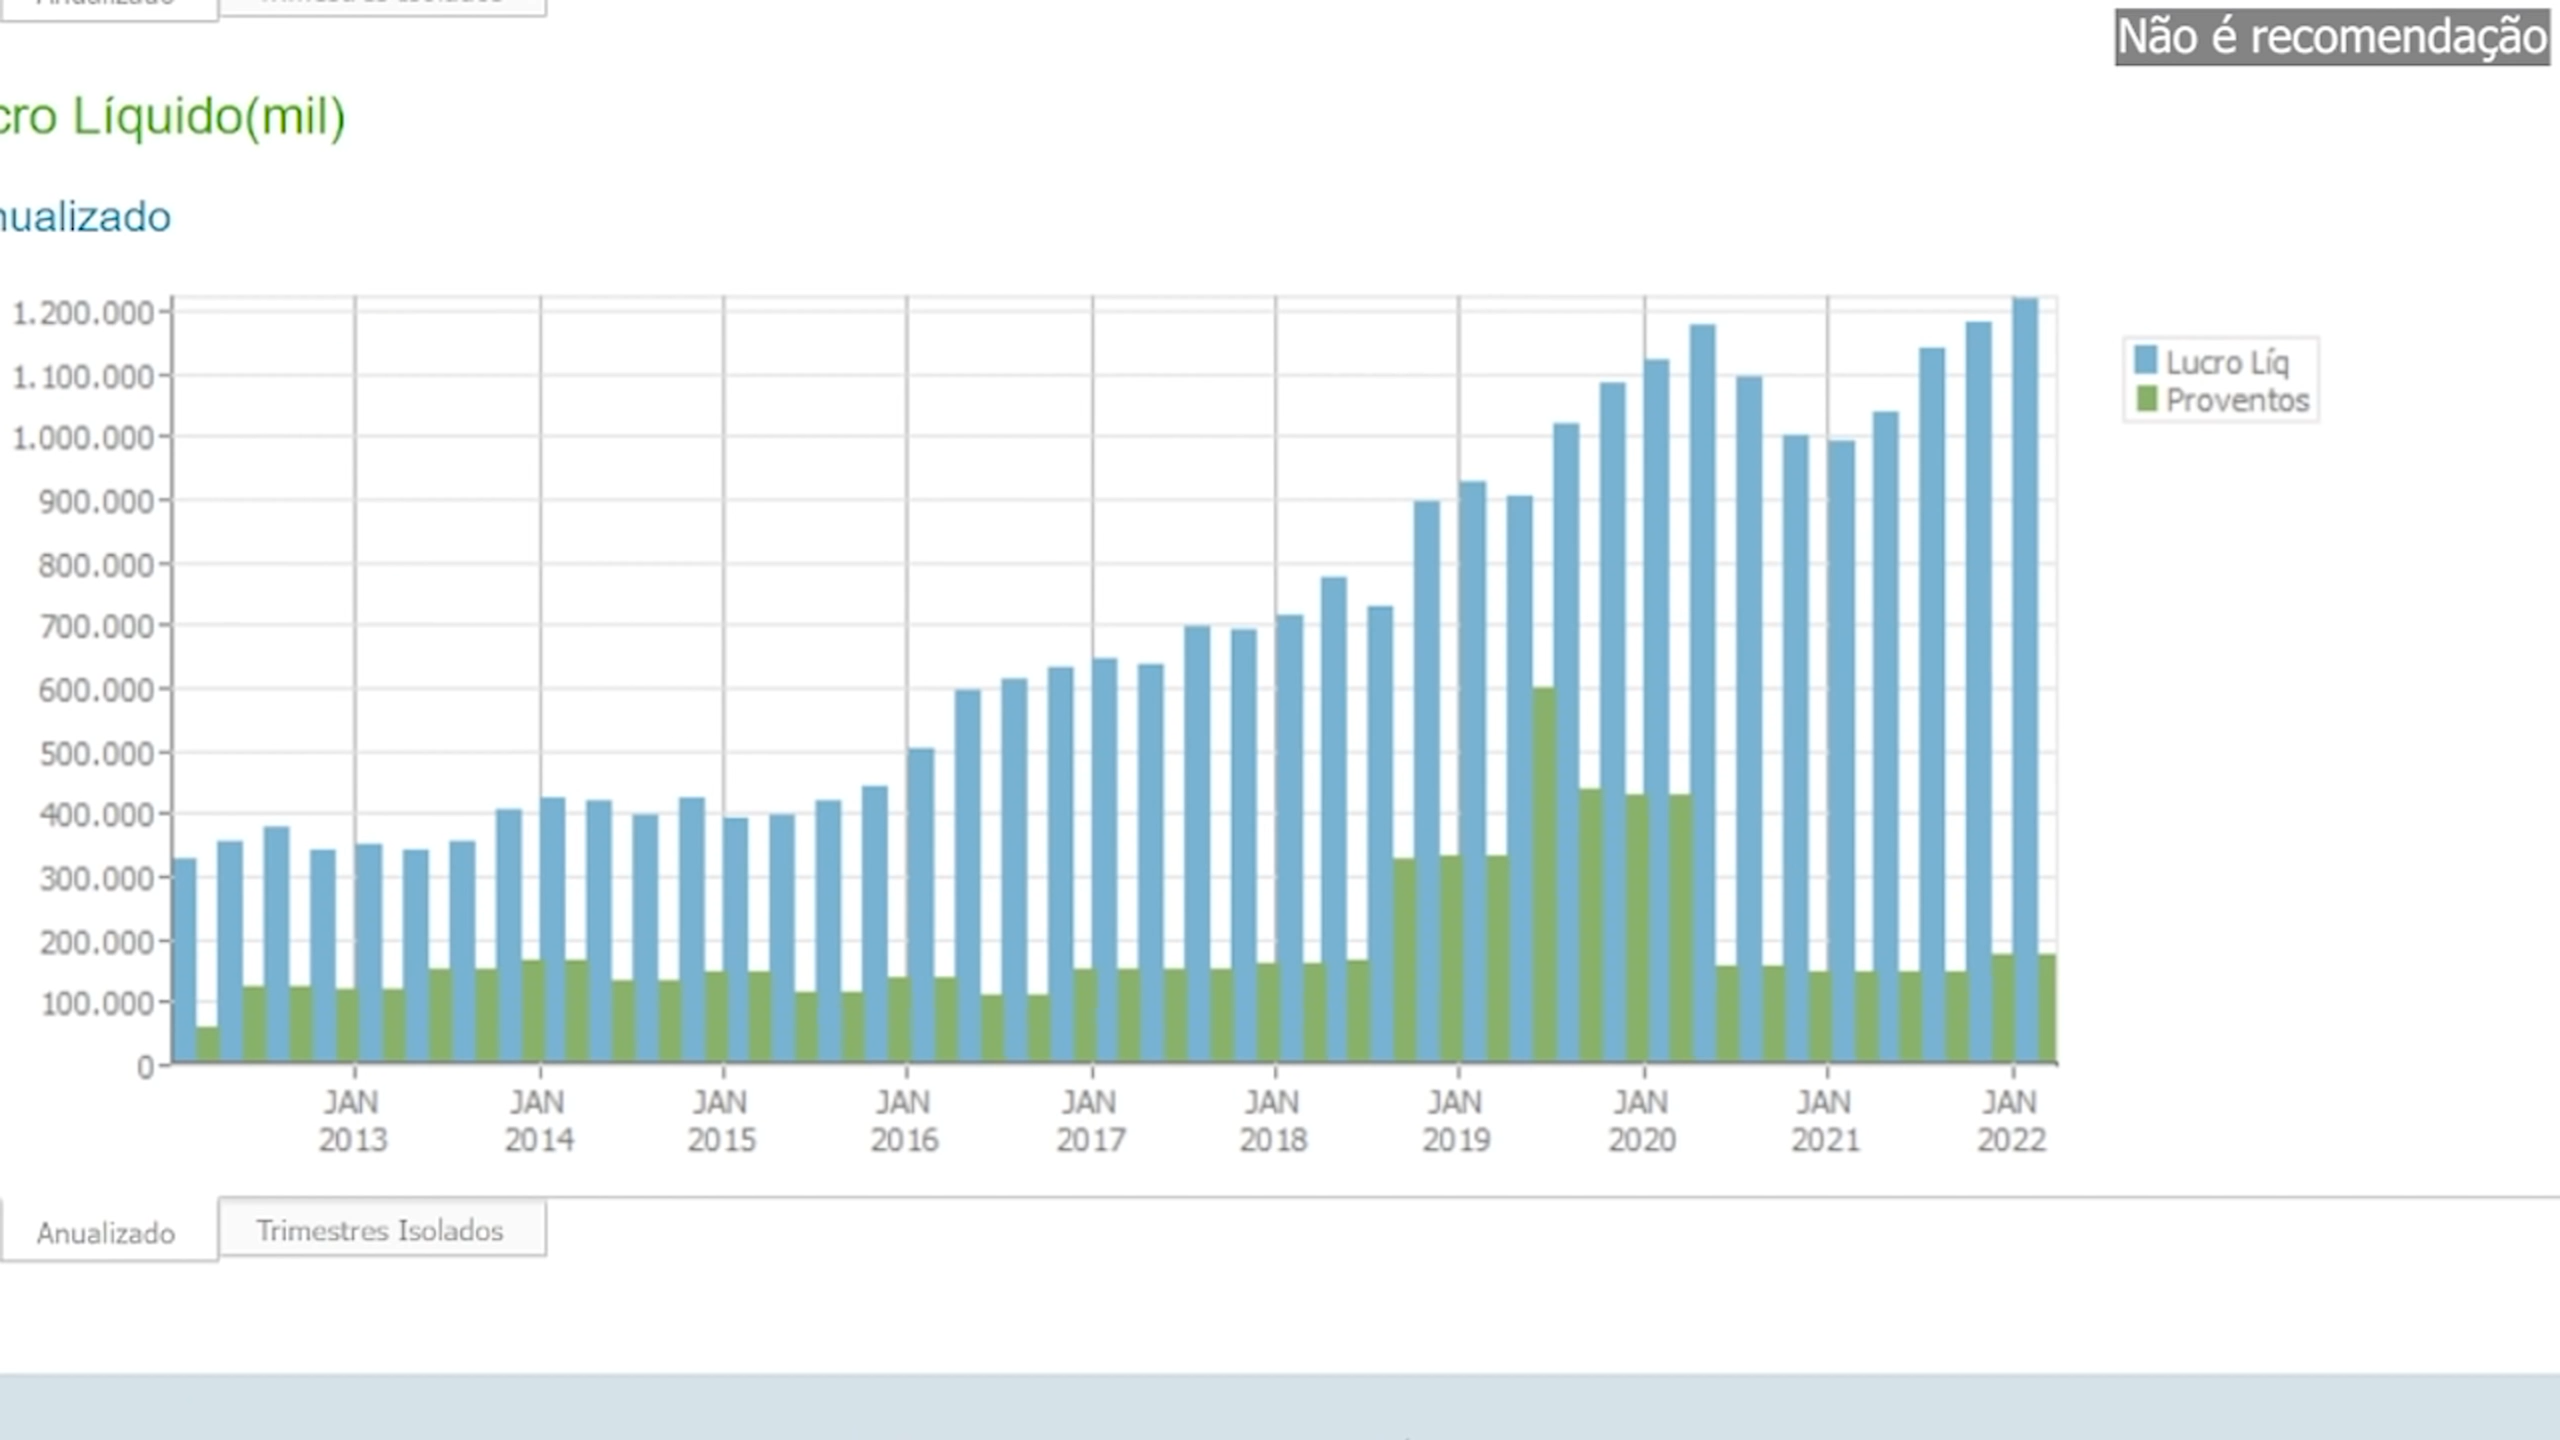 Não é recomendação
cro Líquido(mil)
nualizado
1.200.000
1.100.000
1.000.000
900.000
800.000
700.000
600.000
500.000
400.000
300.000
200.000
100.000
0
Lucro Líq
Proventos
JAN JAN JAN JAN JAN JAN JAN JAN JAN JAN
2013 2014 2015 2016 2017 2018 2019 2020 2021 2022
Anualizado Trimestres Isolados